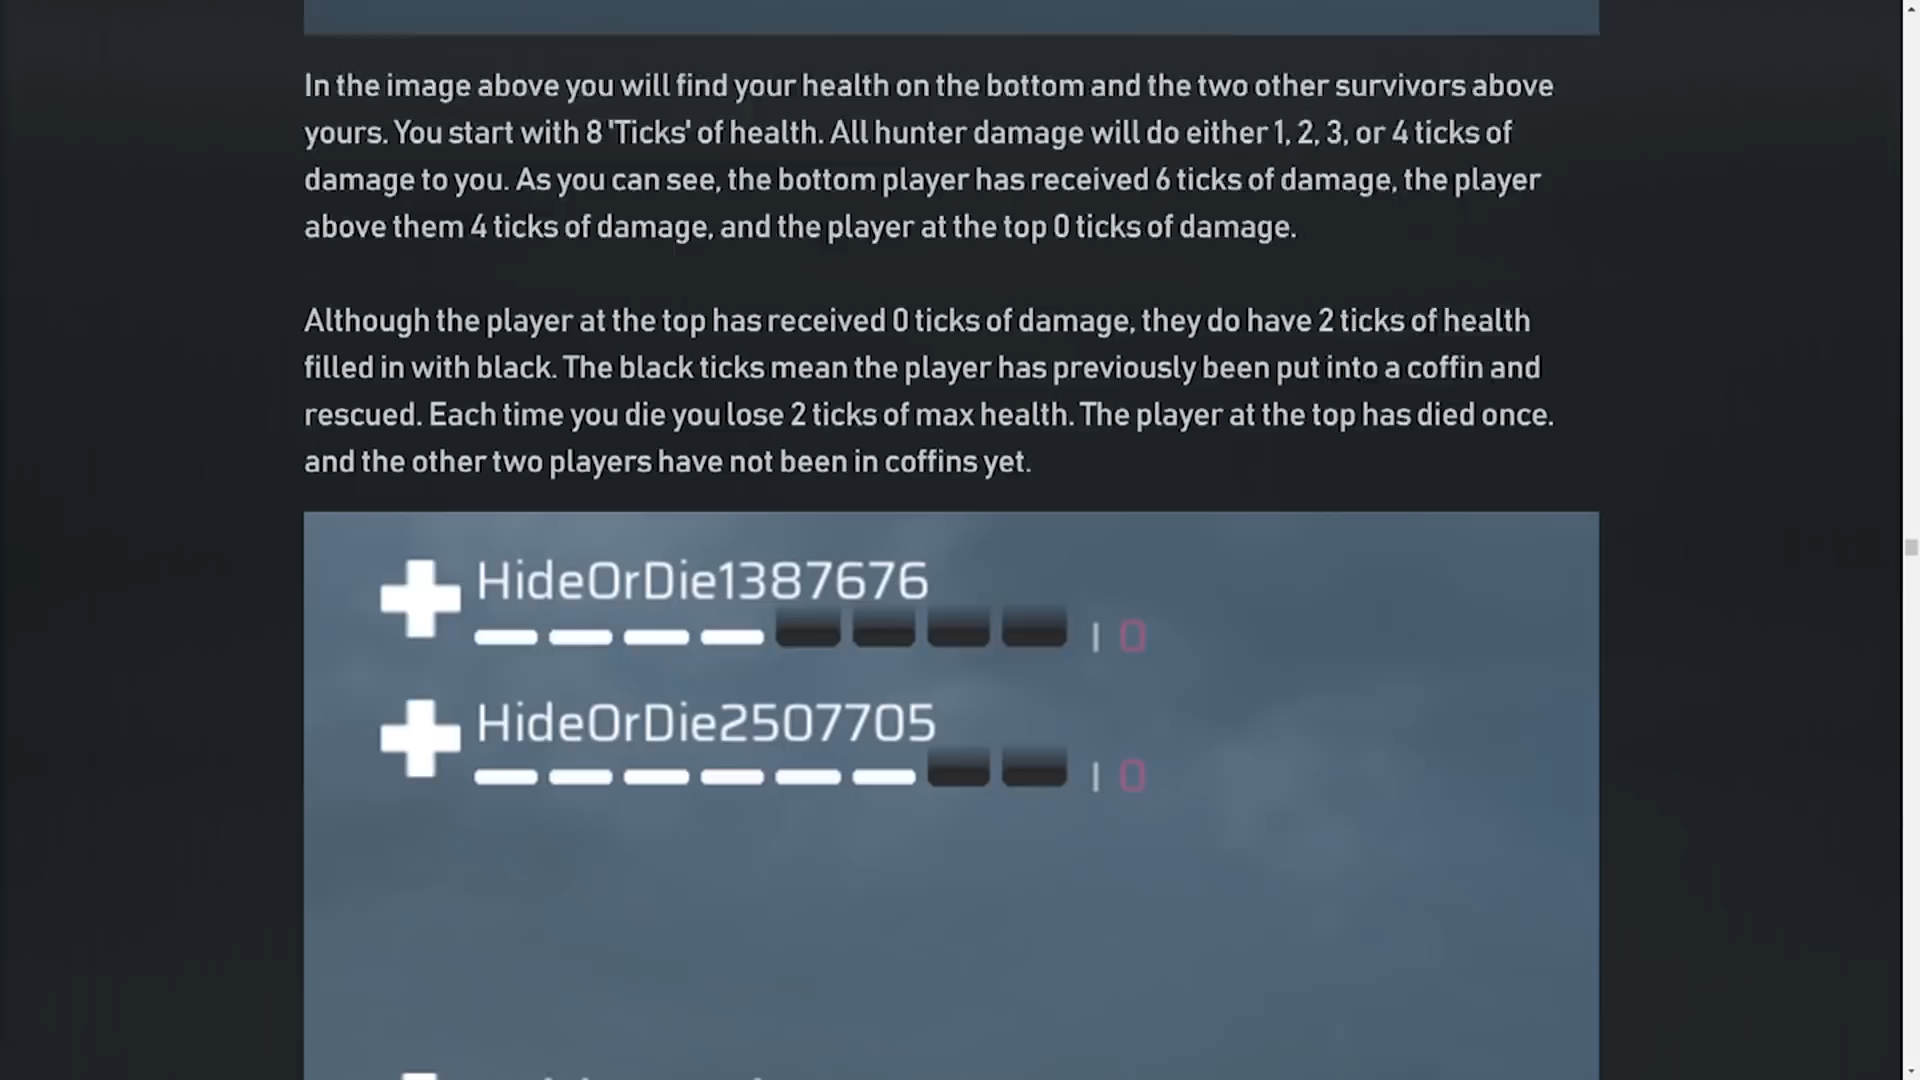 In the image above you will find your health on the bottom and the two other survivors above
yours. You start with 8 'Ticks' of health. All hunter damage will do either 1, 2, 3, or 4 ticks of
damage to you. As you can see, the bottom player has received 6 ticks of damage, the player
above them 4 ticks of damage, and the player at the top 0 ticks of damage.
Although the player at the top has received 0 ticks of damage, they do have 2 ticks of health
filled in with black. The black ticks mean the player has previously been put into a coffin and
rescued. Each time you die you lose 2 ticks of max health. The player at the top has died once.
and the other two players have not been in coffins yet.
HideOrDie1387676
| 0
HideOrDie2507705
| 0